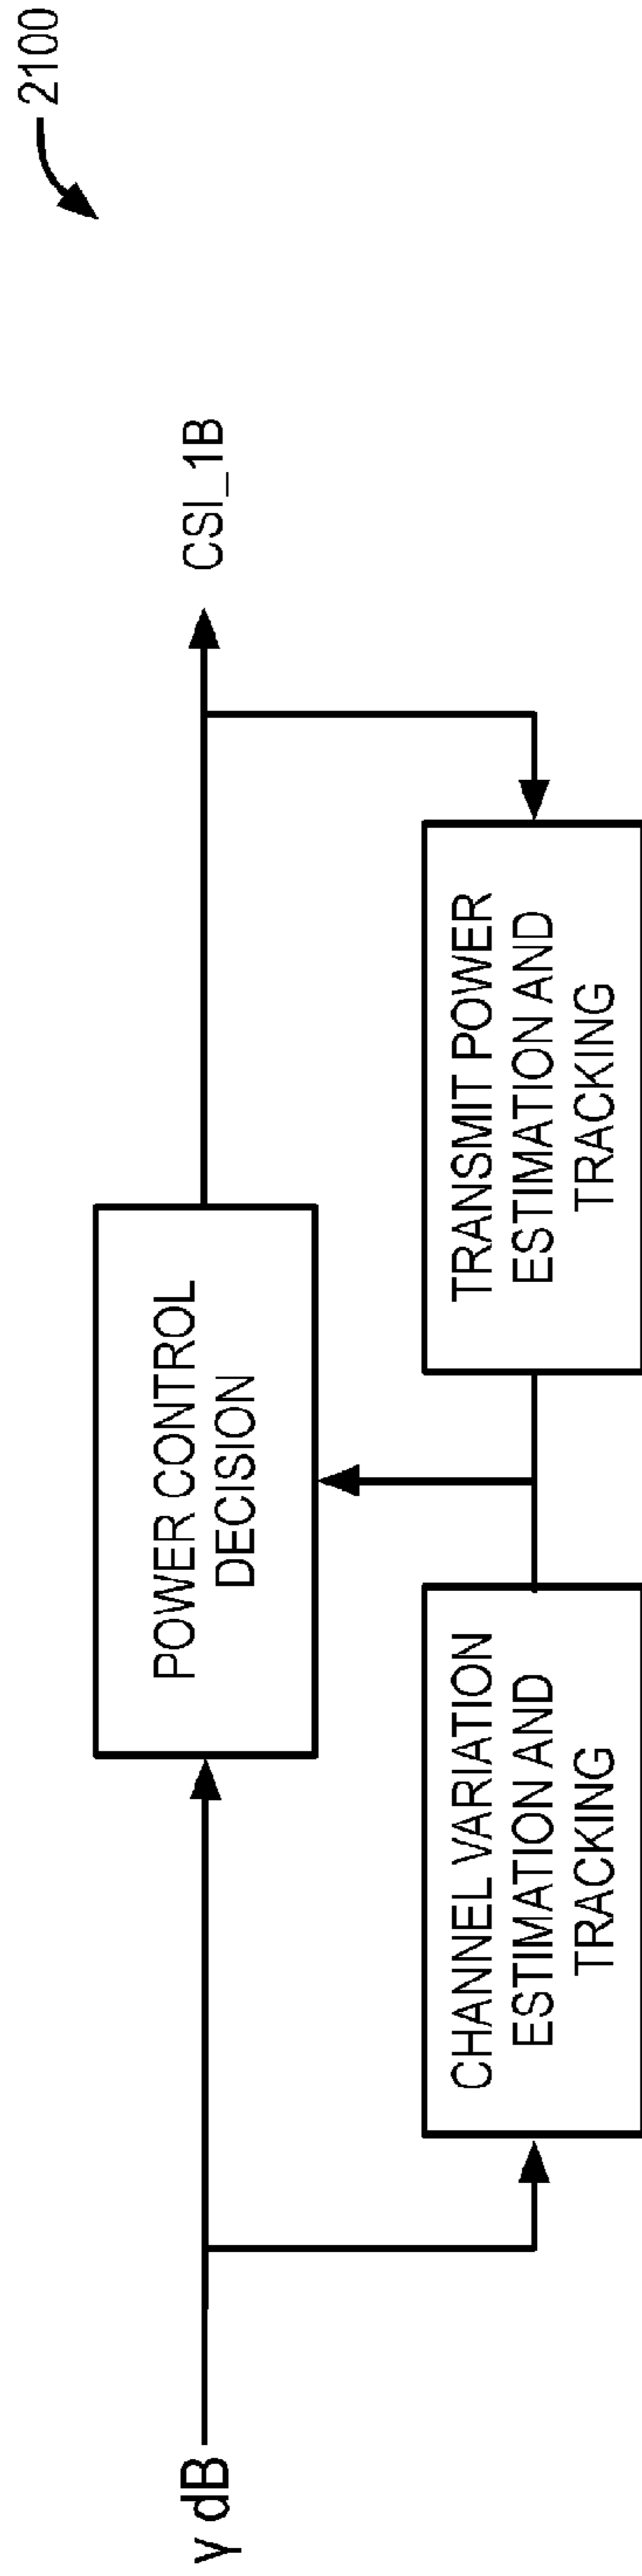 2100
γ dB
POWER CONTROL
DECISION
CSI_1B
CHANNEL VARIATION
ESTIMATION AND
TRACKING
TRANSMIT POWER
ESTIMATION AND
TRACKING